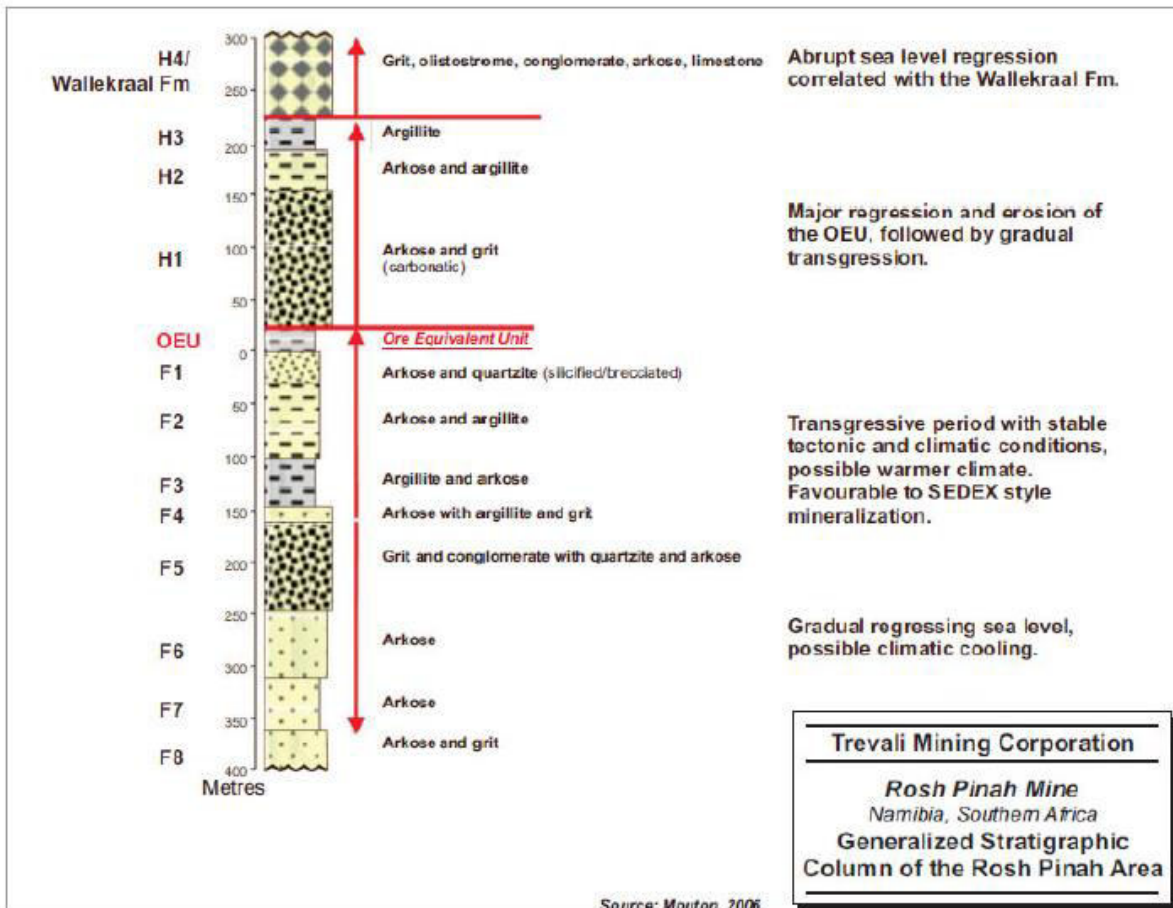 300
H4/
Wallekraal Fm
Grit, olistostrome, conglomerate, arkose, limestone
Abrupt sea level regression
correlated with the Wallekraal Fm.
250
H3
Argillite
200
H2
Arkose and argillite
150
Major regression and erosion of
the OEU, followed by gradual
transgression.
H1
100
Arkose and grit
(carbonatic)
50
OEU
Ore Equivalent Unit
0
F1
Arkose and quartzite (silicified/brecciated)
50
F2
Arkose and argillite
Transgressive period with stable
tectonic and climatic conditions,
possible warmer climate.
Favourable to SEDEX style
mineralization.
100
F3
Argillite and arkose
F4
150
Arkose with argillite and grit
F5
Grit and conglomerate with quartzite and arkose
200
250
Gradual regressing sea level,
possible climatic cooling.
F6
Arkose
300
F7
Arkose
350
F8
Arkose and grit
400
Metres
Trevali Mining Corporation
Rosh Pinah Mine
Namibia, Southern Africa
Generalized Stratigraphic
Column of the Rosh Pinah Area
Source: Mouton, 2006